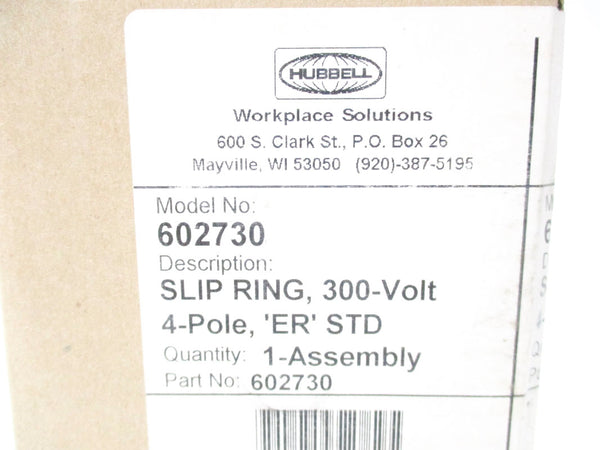 HUBBELL
Workplace Solutions
600 S. Clark St., P.O. Box 26
Mayville, WI 53050 (920)-387-5195
Model No:
602730
Description:
SLIP RING, 300-Volt
4-Pole, 'ER' STD
Quantity: 1-Assembly
Part No: 602730